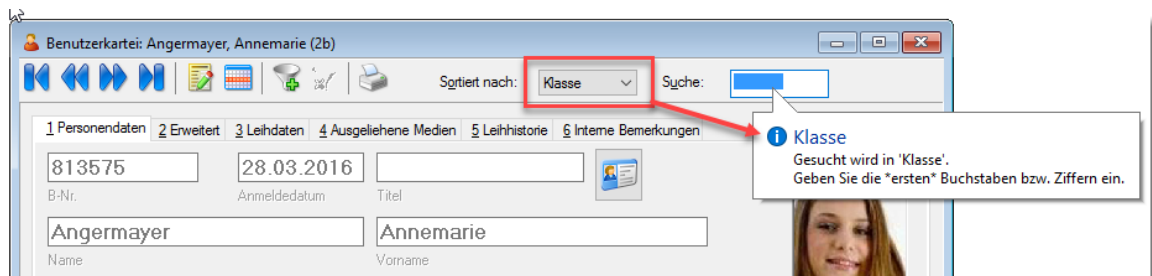 Benutzerkartei: Angermayer, Annemarie (2b)
Sortiert nach: Klasse Suche:
1 Personendaten 2 Erweitert 3 Leihdaten 4 Ausgeliehene Medien 5 Leihhistorie 6 Interne Bemerkungen
Klasse
Gesucht wird in 'Klasse'.
Geben Sie die *ersten* Buchstaben bzw. Ziffern ein.
813575 28.03.2016
B-Nr. Anmeldedatum Titel
Angermayer Annemarie
Name Vorname